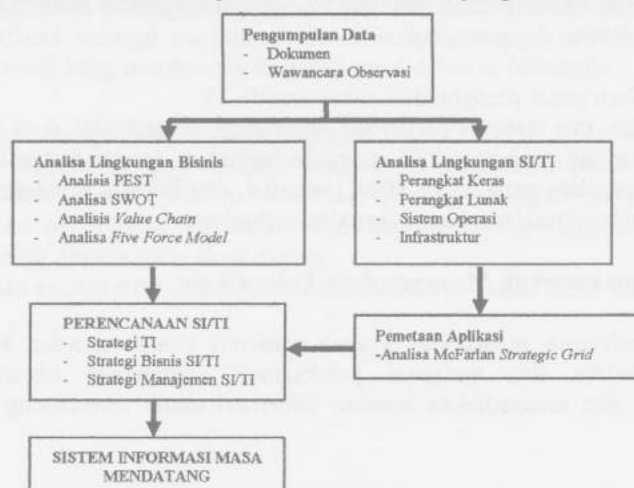 Pengumpulan Data
- Dokumen
- Wawancara Observasi
Analisa Lingkungan Bisinis
- Analisis PEST
- Analisa SWOT
- Analisis Value Chain
- Analisa Five Force Model
Analisa Lingkungan SI/TI
- Perangkat Keras
- Perangkat Lunak
- Sistem Operasi
- Infrastruktur
PERENCANAAN SI/TI
- Strategi TI
- Strategi Bisnis SI/TI
- Strategi Manajemen SI/TI
Pemetaan Aplikasi
-Analisa McFarlan Strategic Grid
SISTEM INFORMASI MASA
MENDATANG